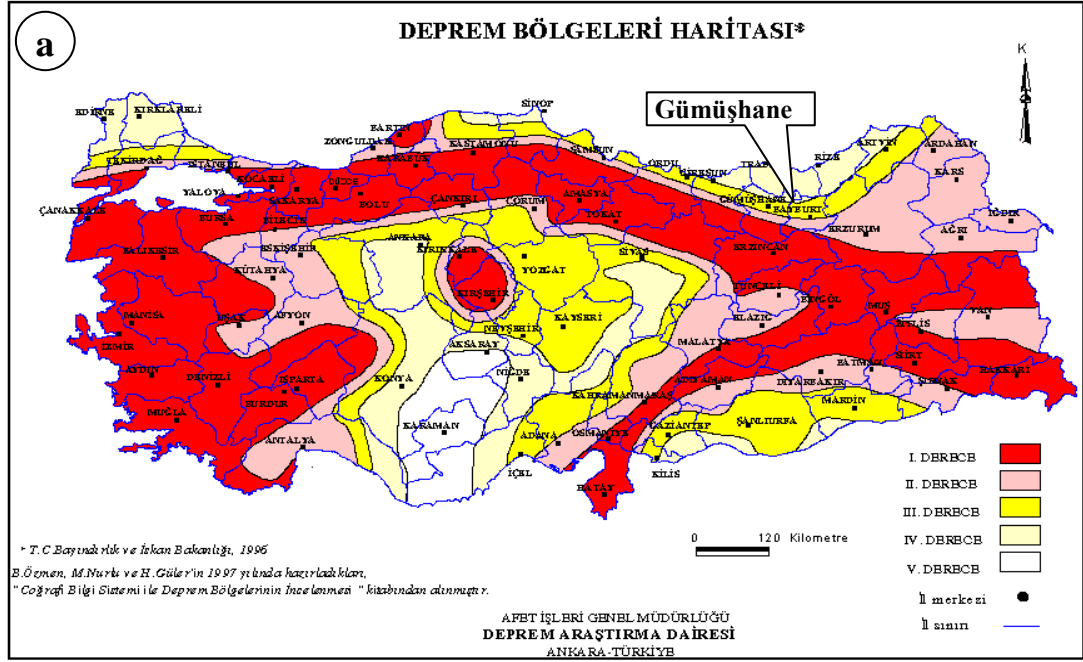 a
DEPREM BÖLGELERİ HARİTASI*
K
Gümüşhane
EDİRNE
KIRKLARELİ
TEKİRDAĞ
İSTANBUL
KOCAELİ
YALOVA
SAKARYA
BOLU
ZONGULDAK
BARTIN
KARABÜK
KASTAMONU
SİNOP
SAMSUN
ORDU
GİRESUN
TRAB
RİZE
ARTVİN
ARDAHAN
KARS
IĞDIR
AĞRI
ERZURUM
BAYBURT
GÜMÜŞHANE
ÇANAKKALE
BURSA
BİLECİK
BALIKESİR
ESKİŞEHİR
KÜTAHYA
ANKARA
ÇANKIRI
ÇORUM
AMASYA
TOKAT
KIRIKKALE
KIRŞEHİR
YOZGAT
SİVAS
ERZİNCAN
TUNCELİ
BİNGÖL
MUŞ
BİTLİS
VAN
MANİSA
UŞAK
AFYON
İZMİR
AYDIN
DENİZLİ
ISPARTA
BURDUR
MUĞLA
ANTALYA
KONYA
AKSARAY
NEVŞEHİR
KAYSERİ
NİĞDE
KARAMAN
İÇEL
ADANA
OSMANİYE
HATAY
KAHRAMANMARAŞ
MALATYA
ELAZIĞ
ADIYAMAN
GAZİANTEP
KİLİS
ŞANLIURFA
DİYARBAKIR
MARDİN
BATMAN
SİİRT
ŞIRNAK
HAKKARİ
I. DERECE
II. DERECE
III. DERECE
IV. DERECE
V. DERECE
İl merkezi
İl sınırı
0 120 Kilometre
* T.C.Bayındırlık ve İskan Bakanlığı, 1996
B.Özmen, M.Nurlu ve H.Güler'in 1997 yılında hazırladıkları,
"Coğrafi Bilgi Sistemi ile Deprem Bölgelerinin İncelenmesi" kitabından alınmıştır.
AFET İŞLERİ GENEL MÜDÜRLÜĞÜ
DEPREM ARAŞTIRMA DAİRESİ
ANKARA-TÜRKİYE